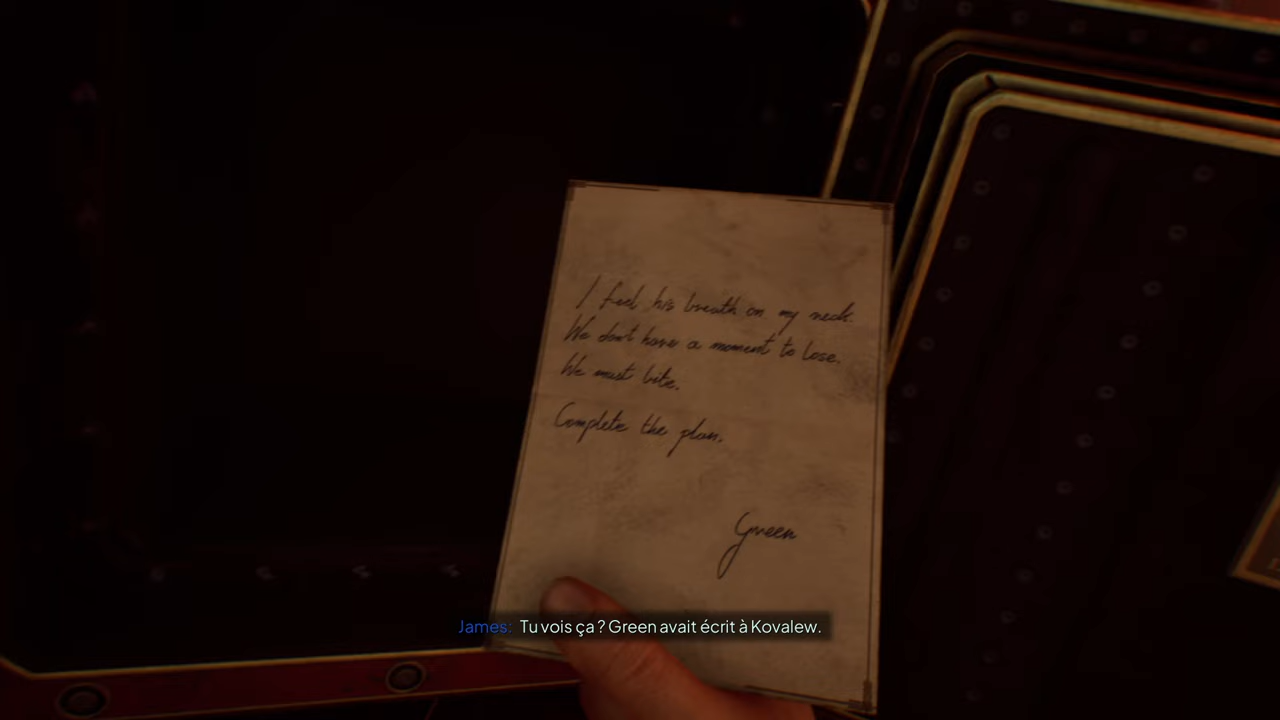 I feel his breath on my neck.
We don't have a moment to lose.
We must bite.
Complete the plan.
Green
James: Tu vois ça ? Green avait écrit à Kovalew.